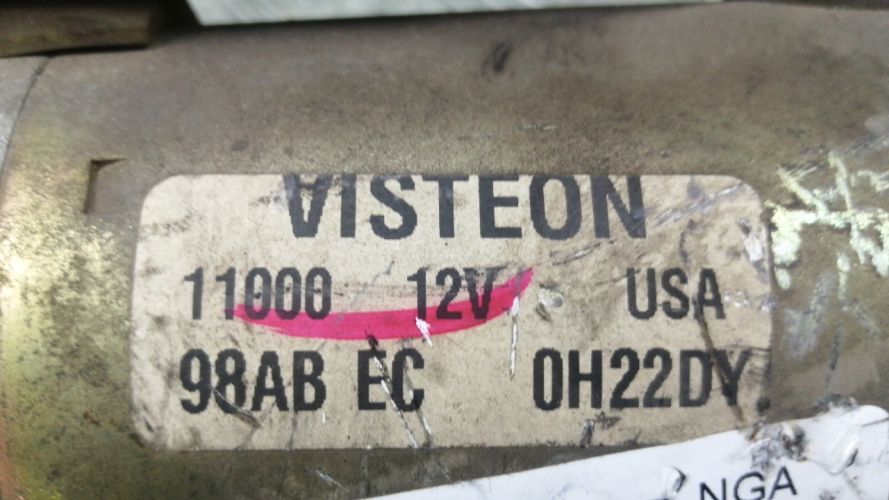 VISTEON
11000 12V USA
98AB EC 0H22DY
NGA